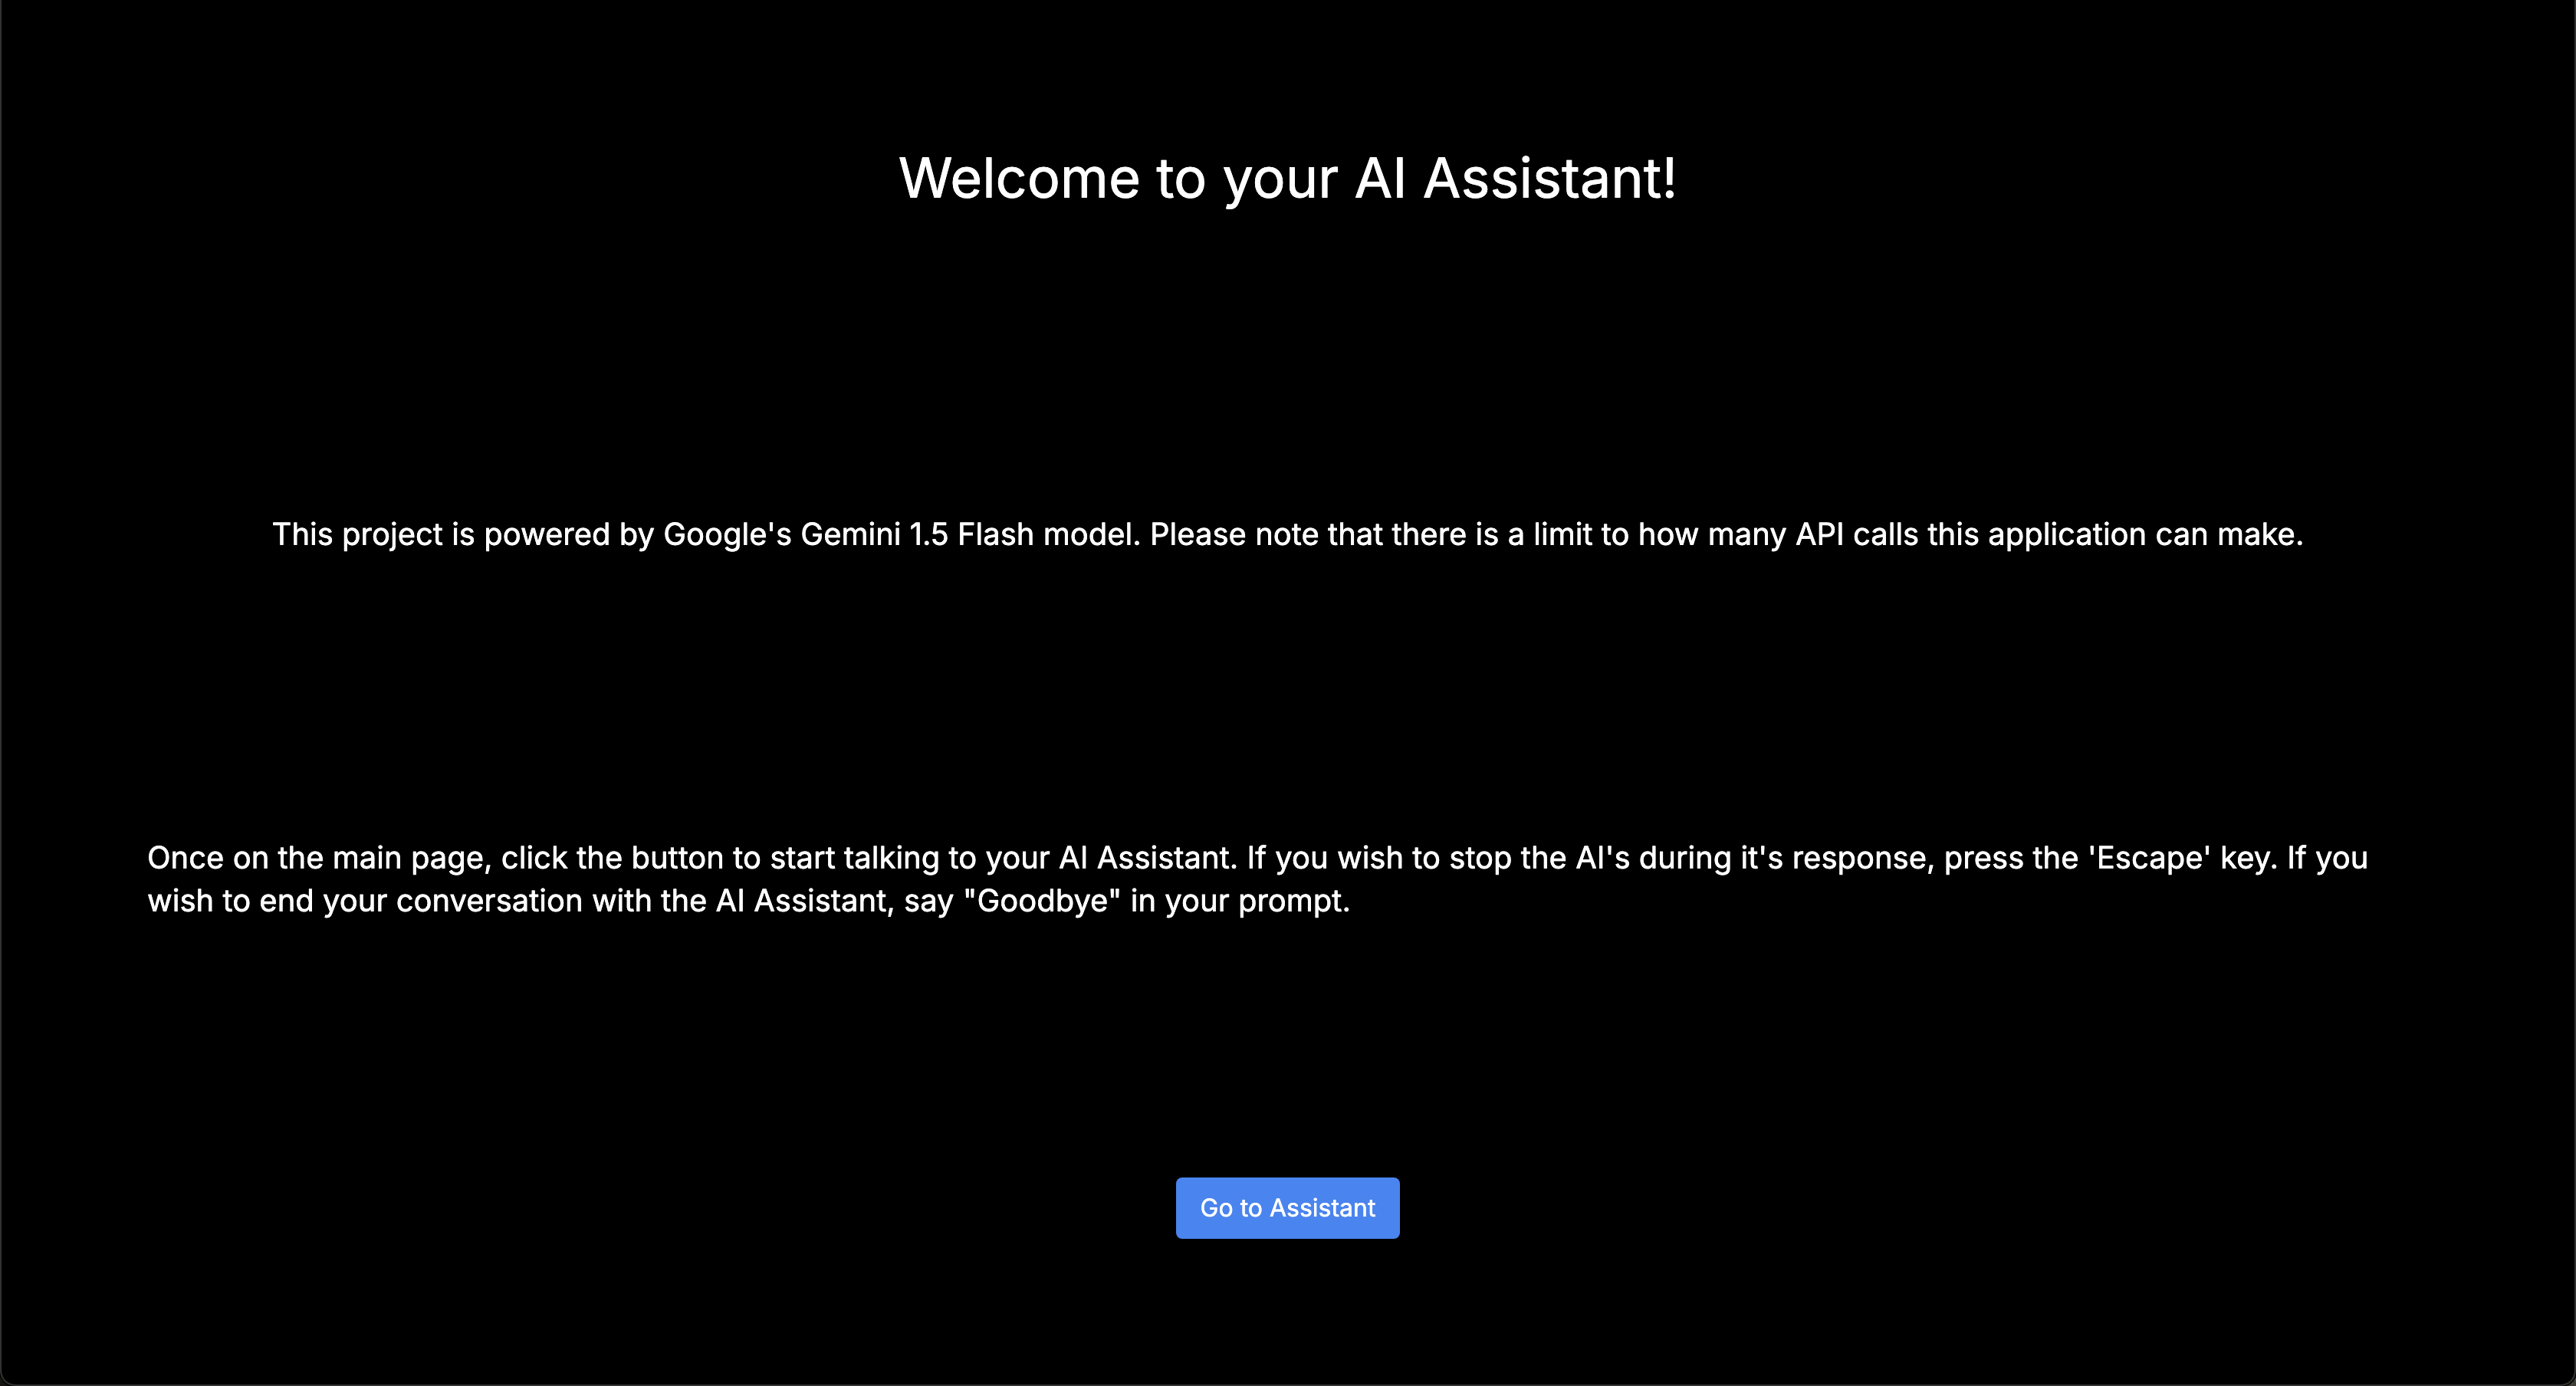 Welcome to your AI Assistant!
This project is powered by Google's Gemini 1.5 Flash model. Please note that there is a limit to how many API calls this application can make.
Once on the main page, click the button to start talking to your AI Assistant. If you wish to stop the AI's during it's response, press the 'Escape' key. If you
wish to end your conversation with the AI Assistant, say "Goodbye" in your prompt.
Go to Assistant